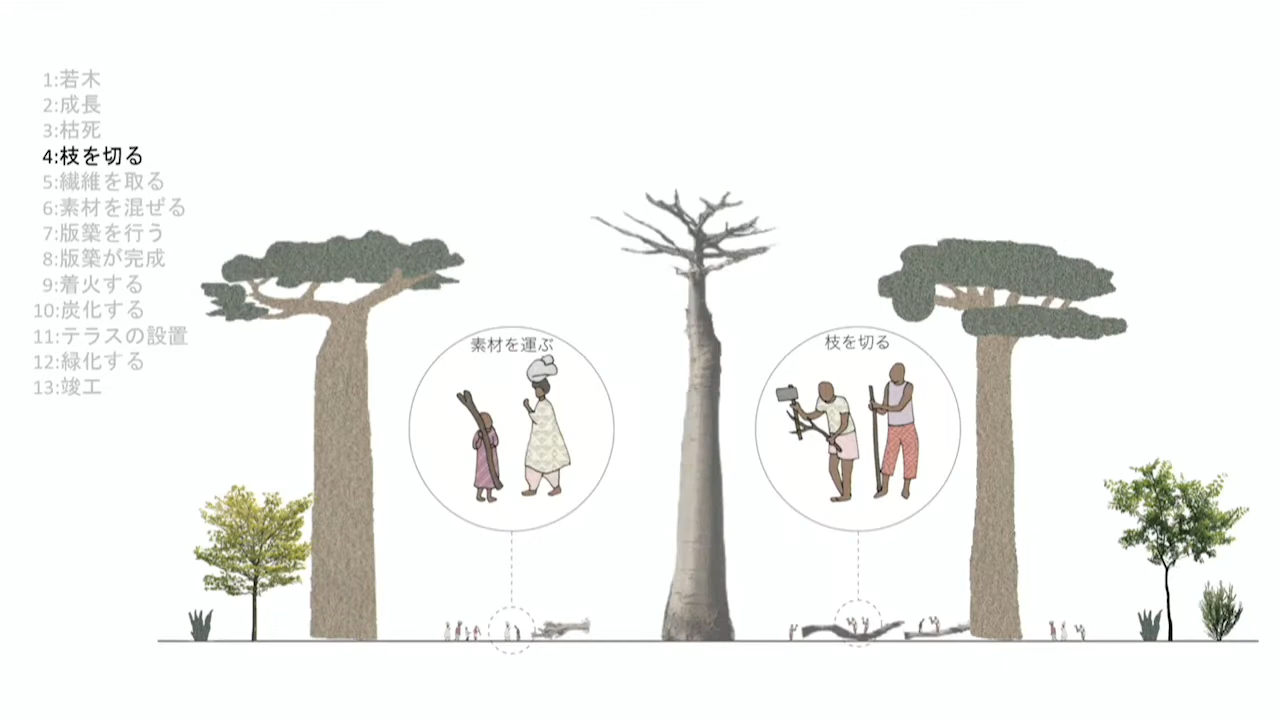 1:若木
2:成長
3:枯死
4:枝を切る
5:繊維を取る
6:素材を混ぜる
7:版築を行う
8:版築が完成
9:着火する
10:炭化する
11:テラスの設置
12:緑化する
13:竣工
素材を運ぶ
枝を切る